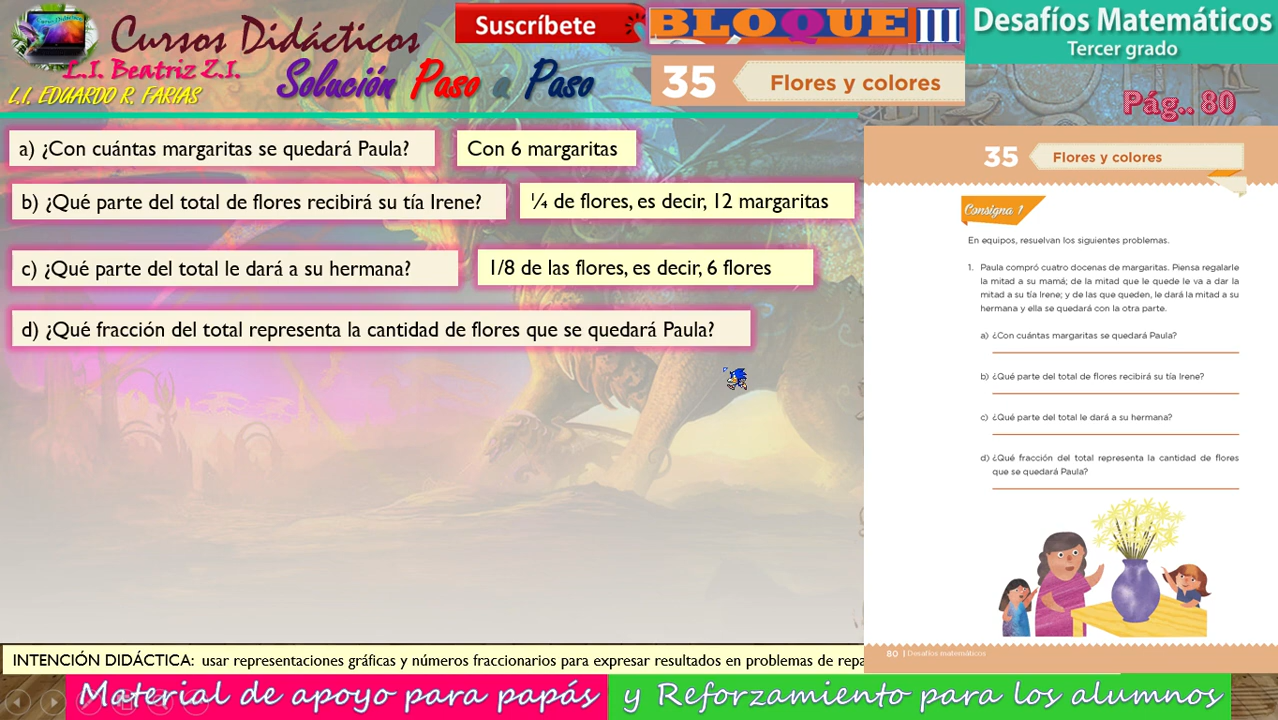 Cursos Didácticos
L.I. Beatriz Z.I.
L.I. EDUARDO R. FARIAS
Solución Paso a Paso
Suscríbete
BLOQUE III
35 Flores y colores
Desafíos Matemáticos
Tercer grado
Pág.. 80
a) ¿Con cuántas margaritas se quedará Paula?
Con 6 margaritas
b) ¿Qué parte del total de flores recibirá su tía Irene?
¼ de flores, es decir, 12 margaritas
c) ¿Qué parte del total le dará a su hermana?
1/8 de las flores, es decir, 6 flores
d) ¿Qué fracción del total representa la cantidad de flores que se quedará Paula?
35 Flores y colores
Consigna 1
En equipos, resuelvan los siguientes problemas.
1. Paula compró cuatro docenas de margaritas. Piensa regalarle
la mitad a su mamá; de la mitad que le quede le va a dar la
mitad a su tía Irene; y de las que queden, le dará la mitad a su
hermana y ella se quedará con la otra parte.
a) ¿Con cuántas margaritas se quedará Paula?
b) ¿Qué parte del total de flores recibirá su tía Irene?
c) ¿Qué parte del total le dará a su hermana?
d) ¿Qué fracción del total representa la cantidad de flores
que se quedará Paula?
80 | Desafíos matemáticos
INTENCIÓN DIDÁCTICA: usar representaciones gráficas y números fraccionarios para expresar resultados en problemas de repa
Material de apoyo para papás y Reforzamiento para los alumnos